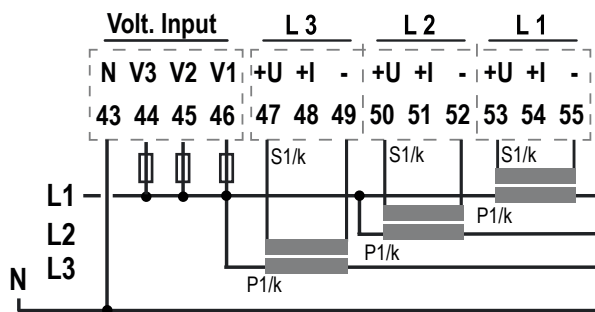 Volt. Input L 3 L 2 L 1
N V3 V2 V1 +U +I - +U +I - +U +I -
43 44 45 46 47 48 49 50 51 52 53 54 55
S1/k S1/k S1/k
L1
P1/k
L2
P1/k
L3
N
P1/k